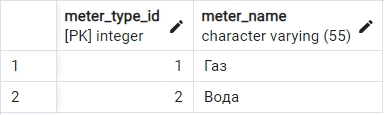 meter_type_id meter_name
[PK] integer character varying (55)
1 1 Газ
2 2 Вода